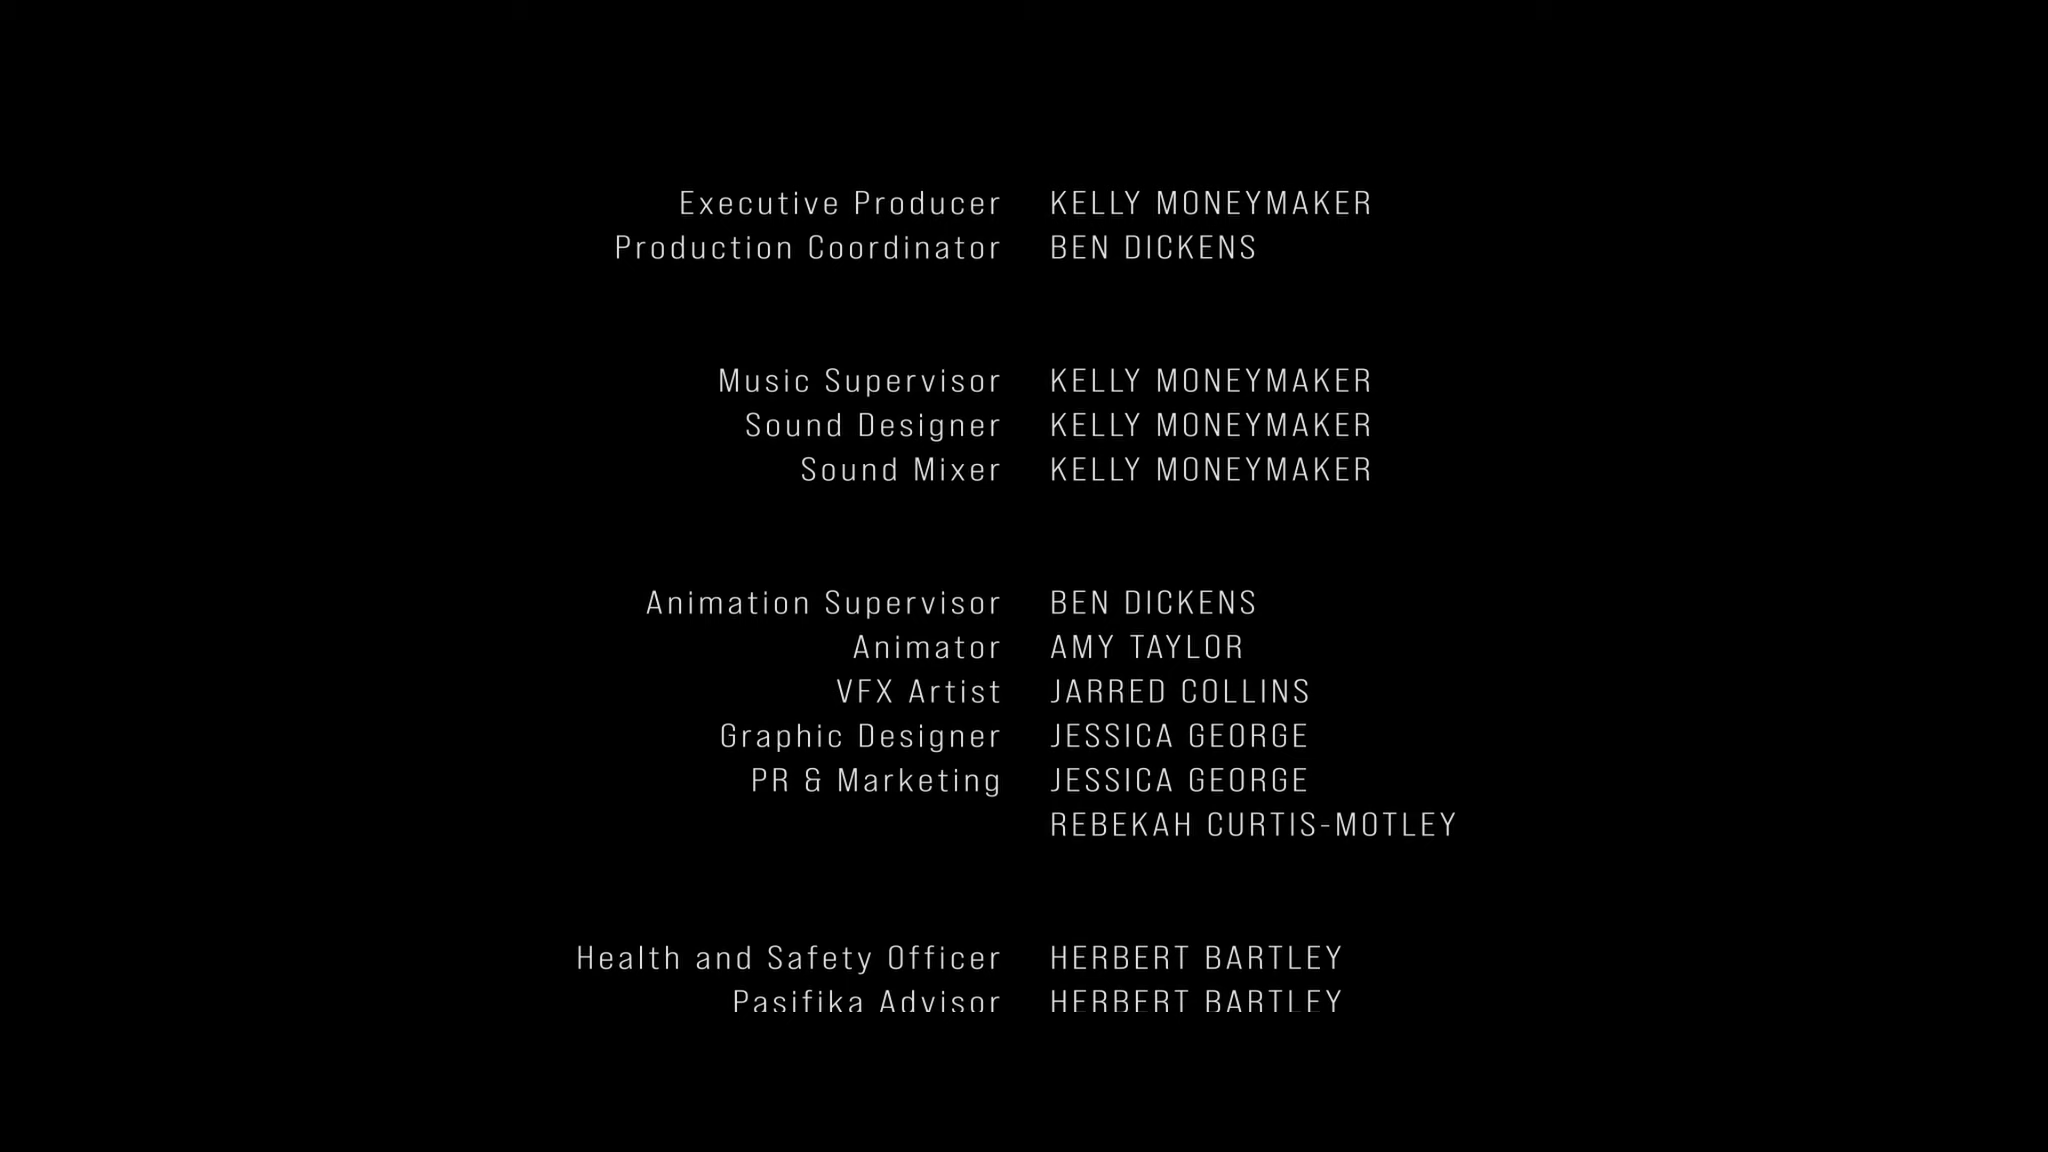 Executive Producer KELLY MONEYMAKER
Production Coordinator BEN DICKENS
Music Supervisor KELLY MONEYMAKER
Sound Designer KELLY MONEYMAKER
Sound Mixer KELLY MONEYMAKER
Animation Supervisor BEN DICKENS
Animator AMY TAYLOR
VFX Artist JARRED COLLINS
Graphic Designer JESSICA GEORGE
PR & Marketing JESSICA GEORGE
REBEKAH CURTIS-MOTLEY
Health and Safety Officer HERBERT BARTLEY
Pasifika Advisor HERBERT BARTLEY